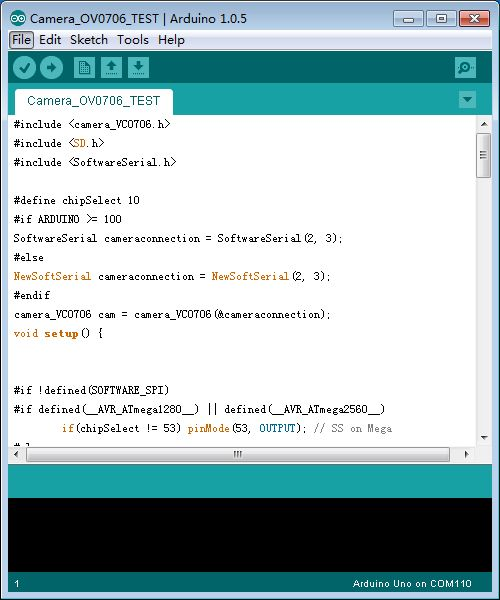 Camera_OV0706_TEST | Arduino 1.0.5
File Edit Sketch Tools Help
Camera_OV0706_TEST
#include <camera_VC0706.h>
#include <SD.h>
#include <SoftwareSerial.h>
#define chipSelect 10
#if ARDUINO >= 100
SoftwareSerial cameraconnection = SoftwareSerial(2, 3);
#else
NewSoftSerial cameraconnection = NewSoftSerial(2, 3);
#endif
camera_VC0706 cam = camera_VC0706(&cameraconnection);
void setup() {
#if !defined(SOFTWARE_SPI)
#if defined(__AVR_ATmega1280__) || defined(__AVR_ATmega2560__)
if(chipSelect != 53) pinMode(53, OUTPUT); // SS on Mega
1
Arduino Uno on COM110